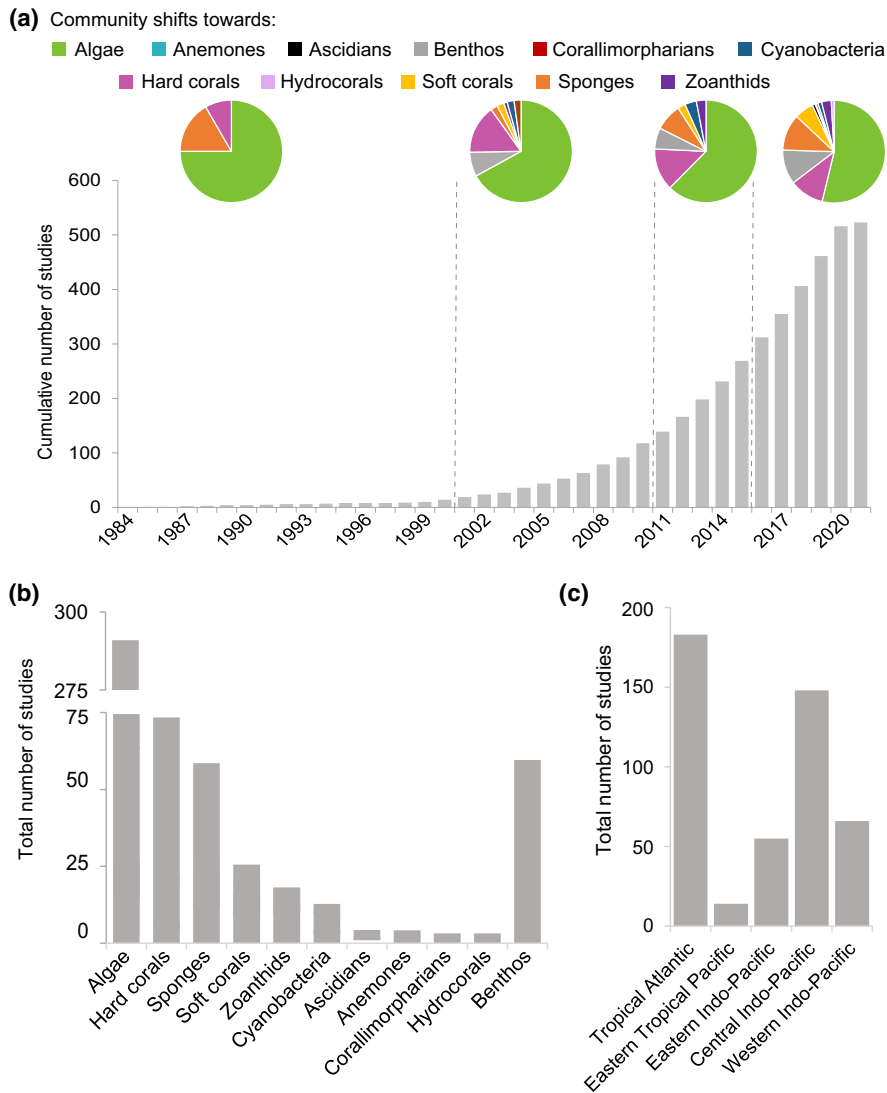 (a) Community shifts towards:
Algae Anemones Ascidians Benthos Corallimorpharians Cyanobacteria
Hard corals Hydrocorals Soft corals Sponges Zoanthids
Cumulative number of studies
600
500
400
300
200
100
0
1984 1987 1990 1993 1996 1999 2002 2005 2008 2011 2014 2017 2020
(b)
Total number of studies
300
275
75
50
25
0
Algae
Hard corals
Sponges
Soft corals
Zoanthids
Cyanobacteria
Ascidians
Anemones
Corallimorpharians
Hydrocorals
Benthos
(c)
Total number of studies
200
150
100
50
0
Tropical Atlantic
Eastern Tropical Pacific
Eastern Indo-Pacific
Central Indo-Pacific
Western Indo-Pacific